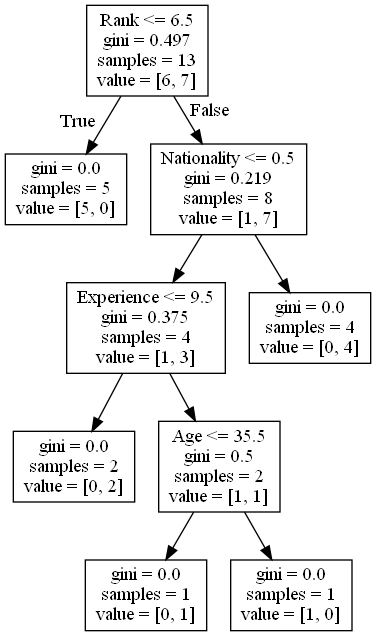 Rank <= 6.5
gini = 0.497
samples = 13
value = [6, 7]
True
False
gini = 0.0
samples = 5
value = [5, 0]
Nationality <= 0.5
gini = 0.219
samples = 8
value = [1, 7]
Experience <= 9.5
gini = 0.375
samples = 4
value = [1, 3]
gini = 0.0
samples = 4
value = [0, 4]
gini = 0.0
samples = 2
value = [0, 2]
Age <= 35.5
gini = 0.5
samples = 2
value = [1, 1]
gini = 0.0
samples = 1
value = [0, 1]
gini = 0.0
samples = 1
value = [1, 0]